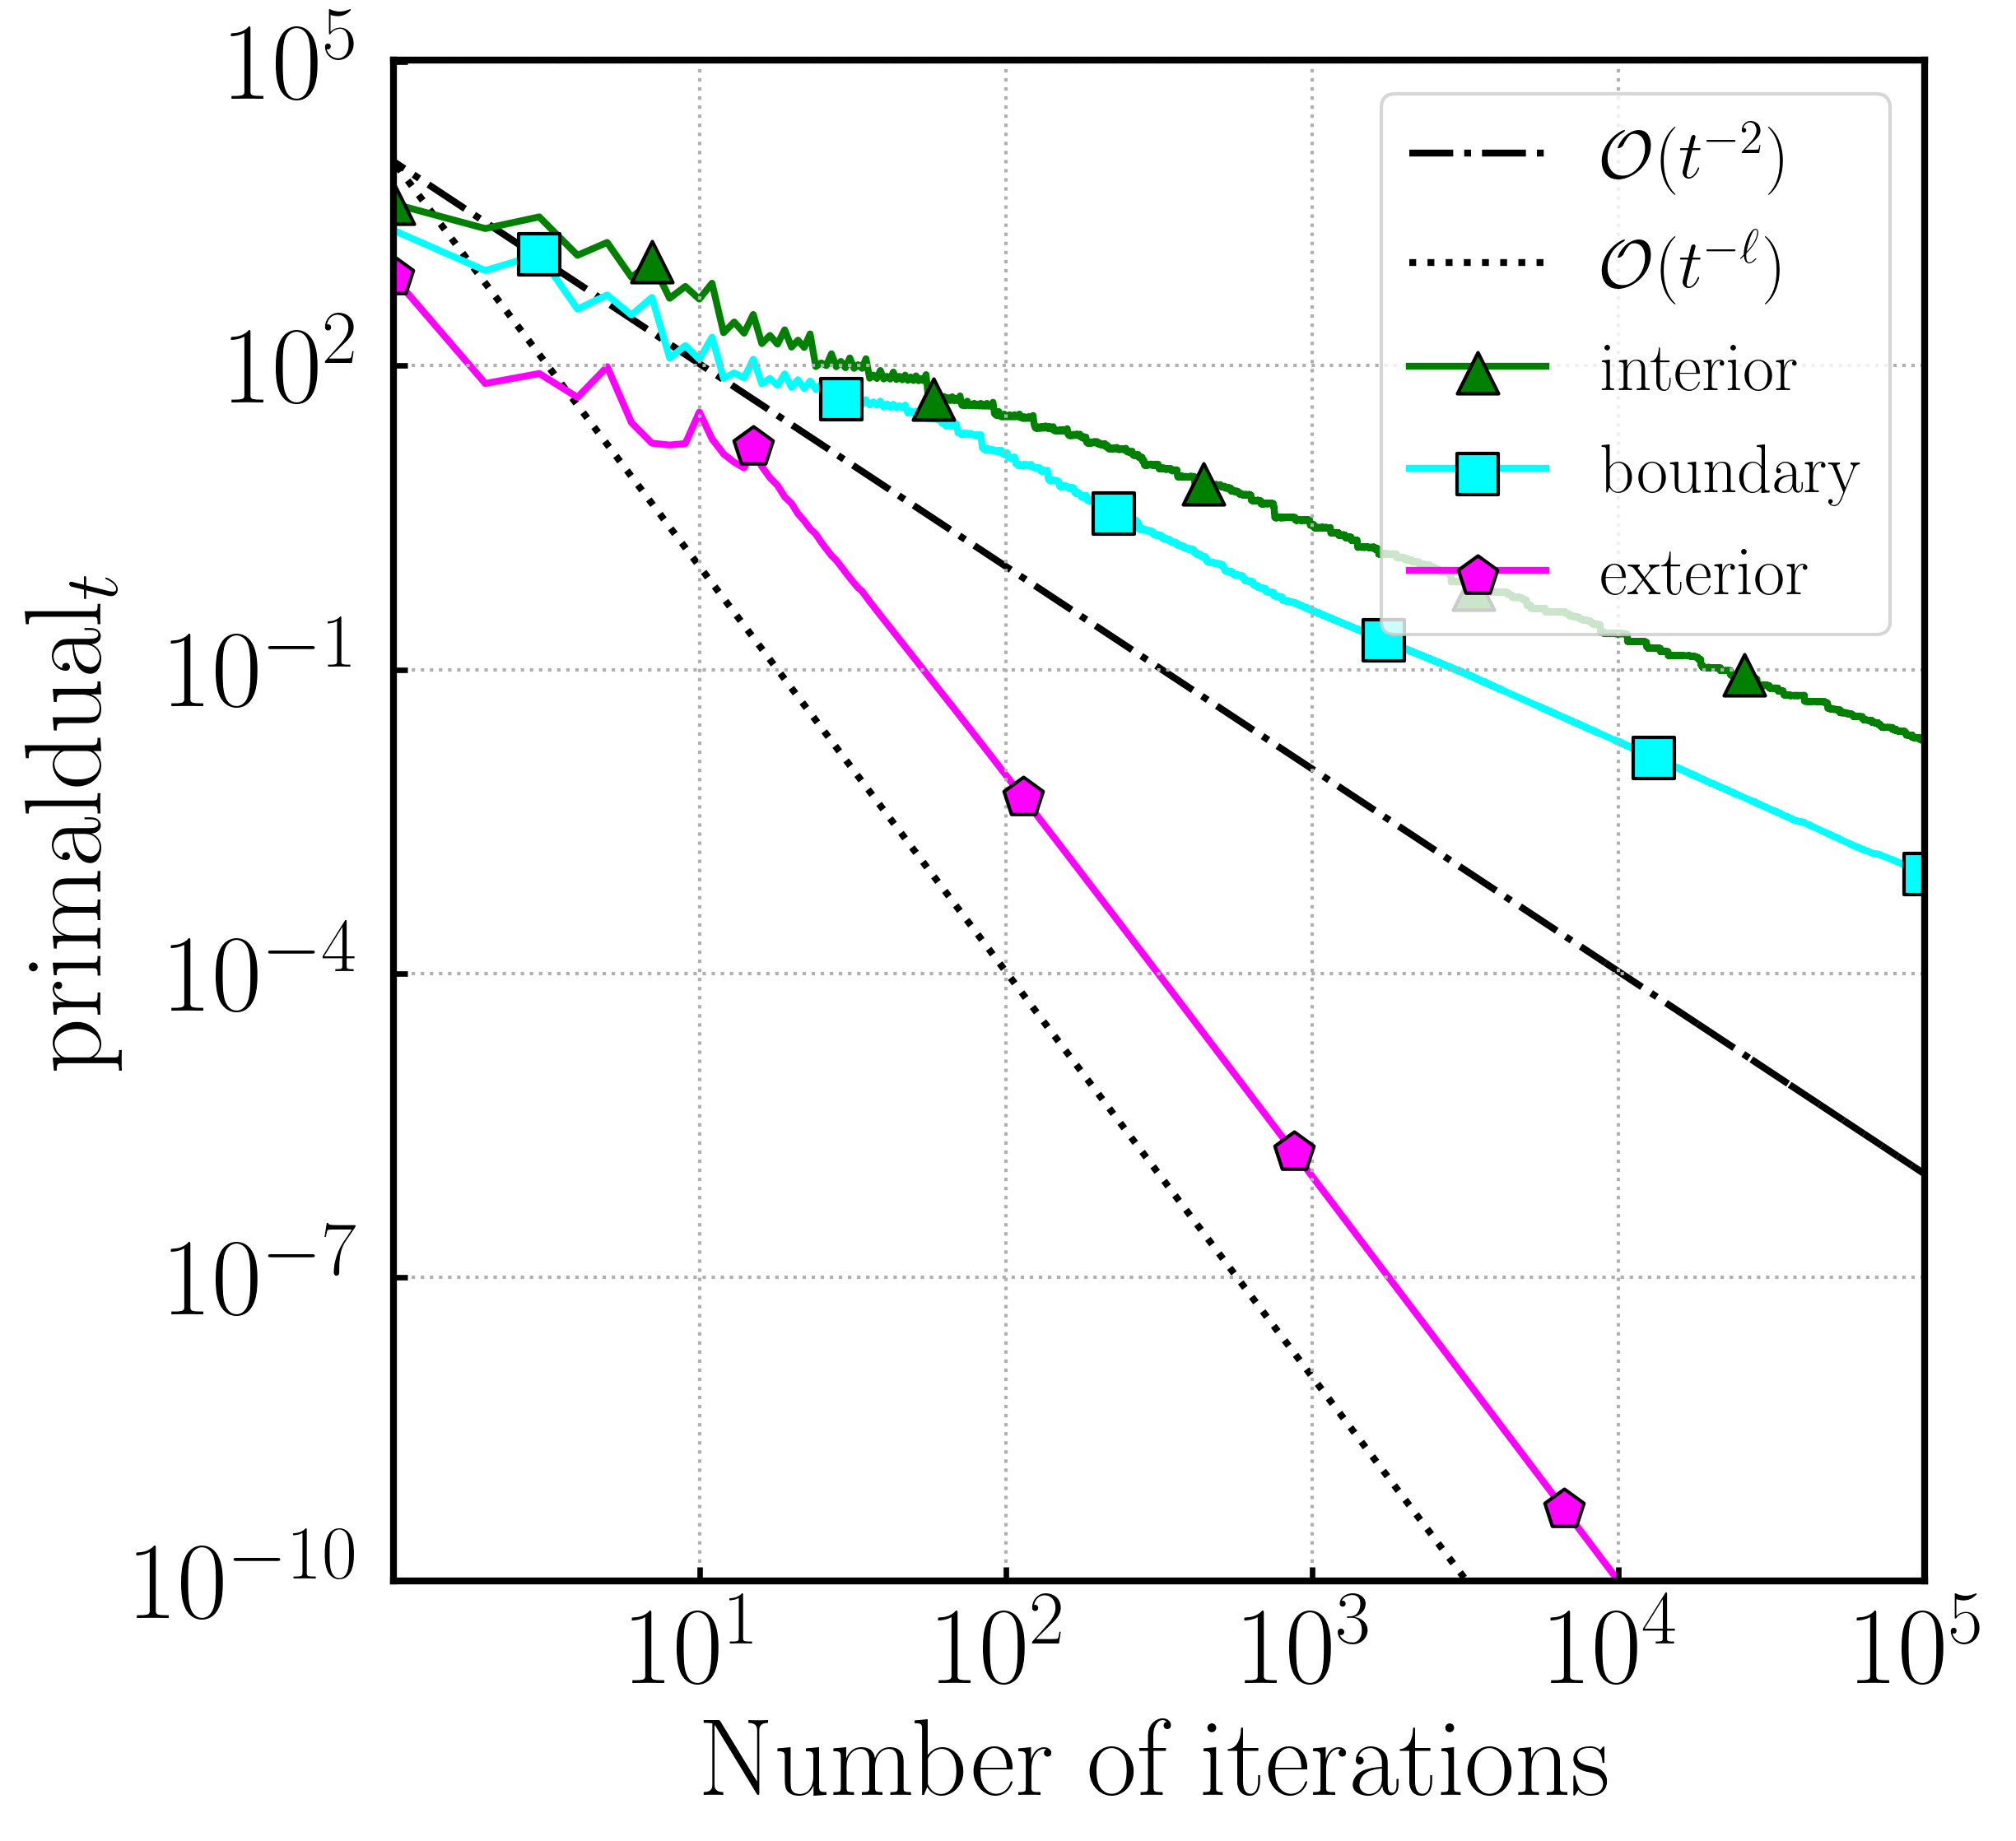 primaldual_t
10^5
10^2
10^{-1}
10^{-4}
10^{-7}
10^{-10}
𝒪(t^{-2})
𝒪(t^{-ℓ})
interior
boundary
exterior
10^1
10^2
10^3
10^4
10^5
Number of iterations